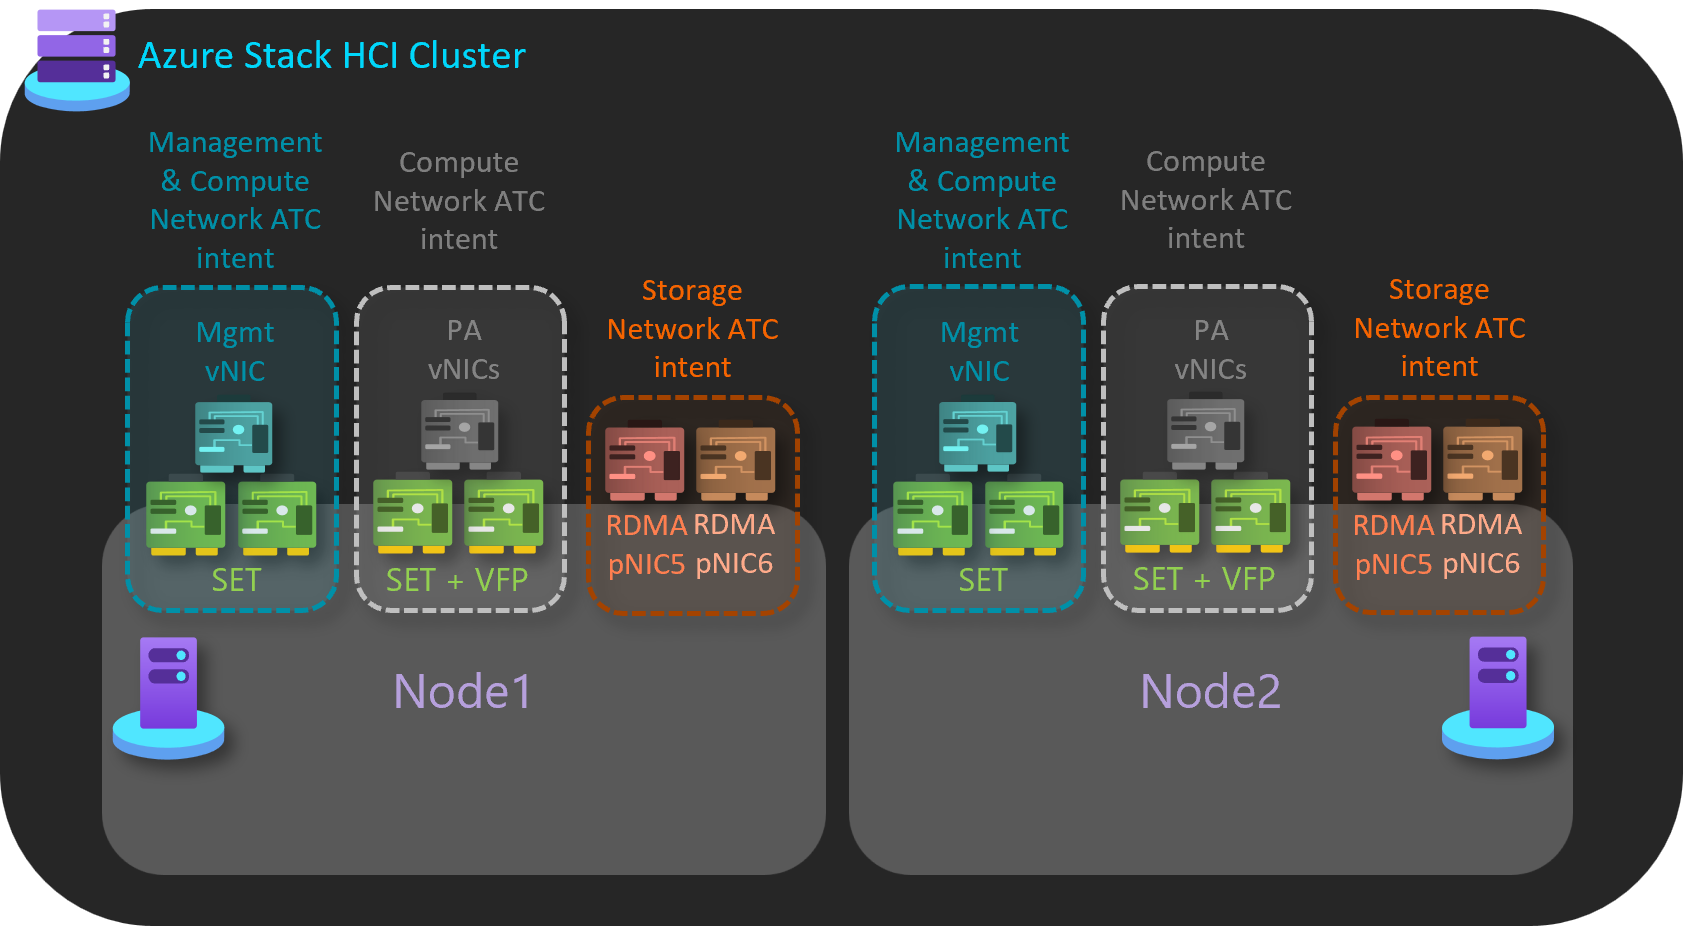 Azure Stack HCI Cluster
Management
& Compute
Network ATC
intent
Compute
Network ATC
intent
Storage
Network ATC
intent
Mgmt
vNIC
PA
vNICs
SET
SET + VFP
RDMA RDMA
pNIC5 pNIC6
Node1
Management
& Compute
Network ATC
intent
Compute
Network ATC
intent
Storage
Network ATC
intent
Mgmt
vNIC
PA
vNICs
SET
SET + VFP
RDMA RDMA
pNIC5 pNIC6
Node2